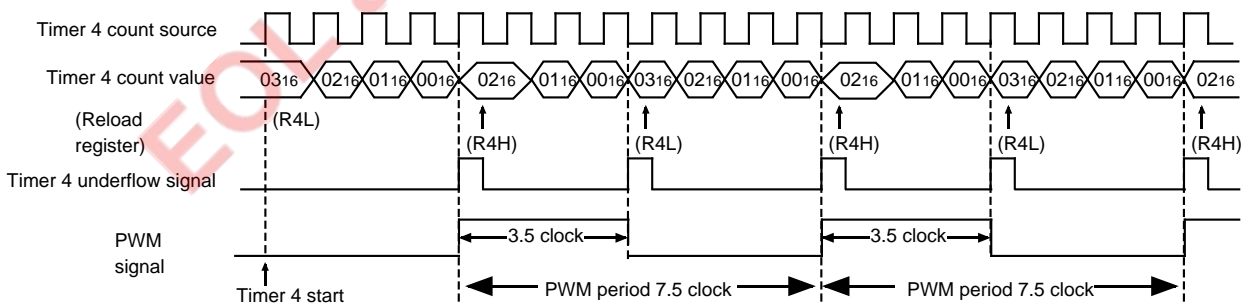 EOL
Timer 4 count source
Timer 4 count value
03₁₆ 02₁₆ 01₁₆ 00₁₆ 02₁₆ 01₁₆ 00₁₆ 03₁₆ 02₁₆ 01₁₆ 00₁₆ 02₁₆ 01₁₆ 00₁₆ 03₁₆ 02₁₆ 01₁₆ 00₁₆ 02₁₆
(Reload
register)
(R4L) (R4H) (R4L) (R4H) (R4L) (R4H)
Timer 4 underflow signal
PWM
signal
3.5 clock 3.5 clock
PWM period 7.5 clock PWM period 7.5 clock
Timer 4 start